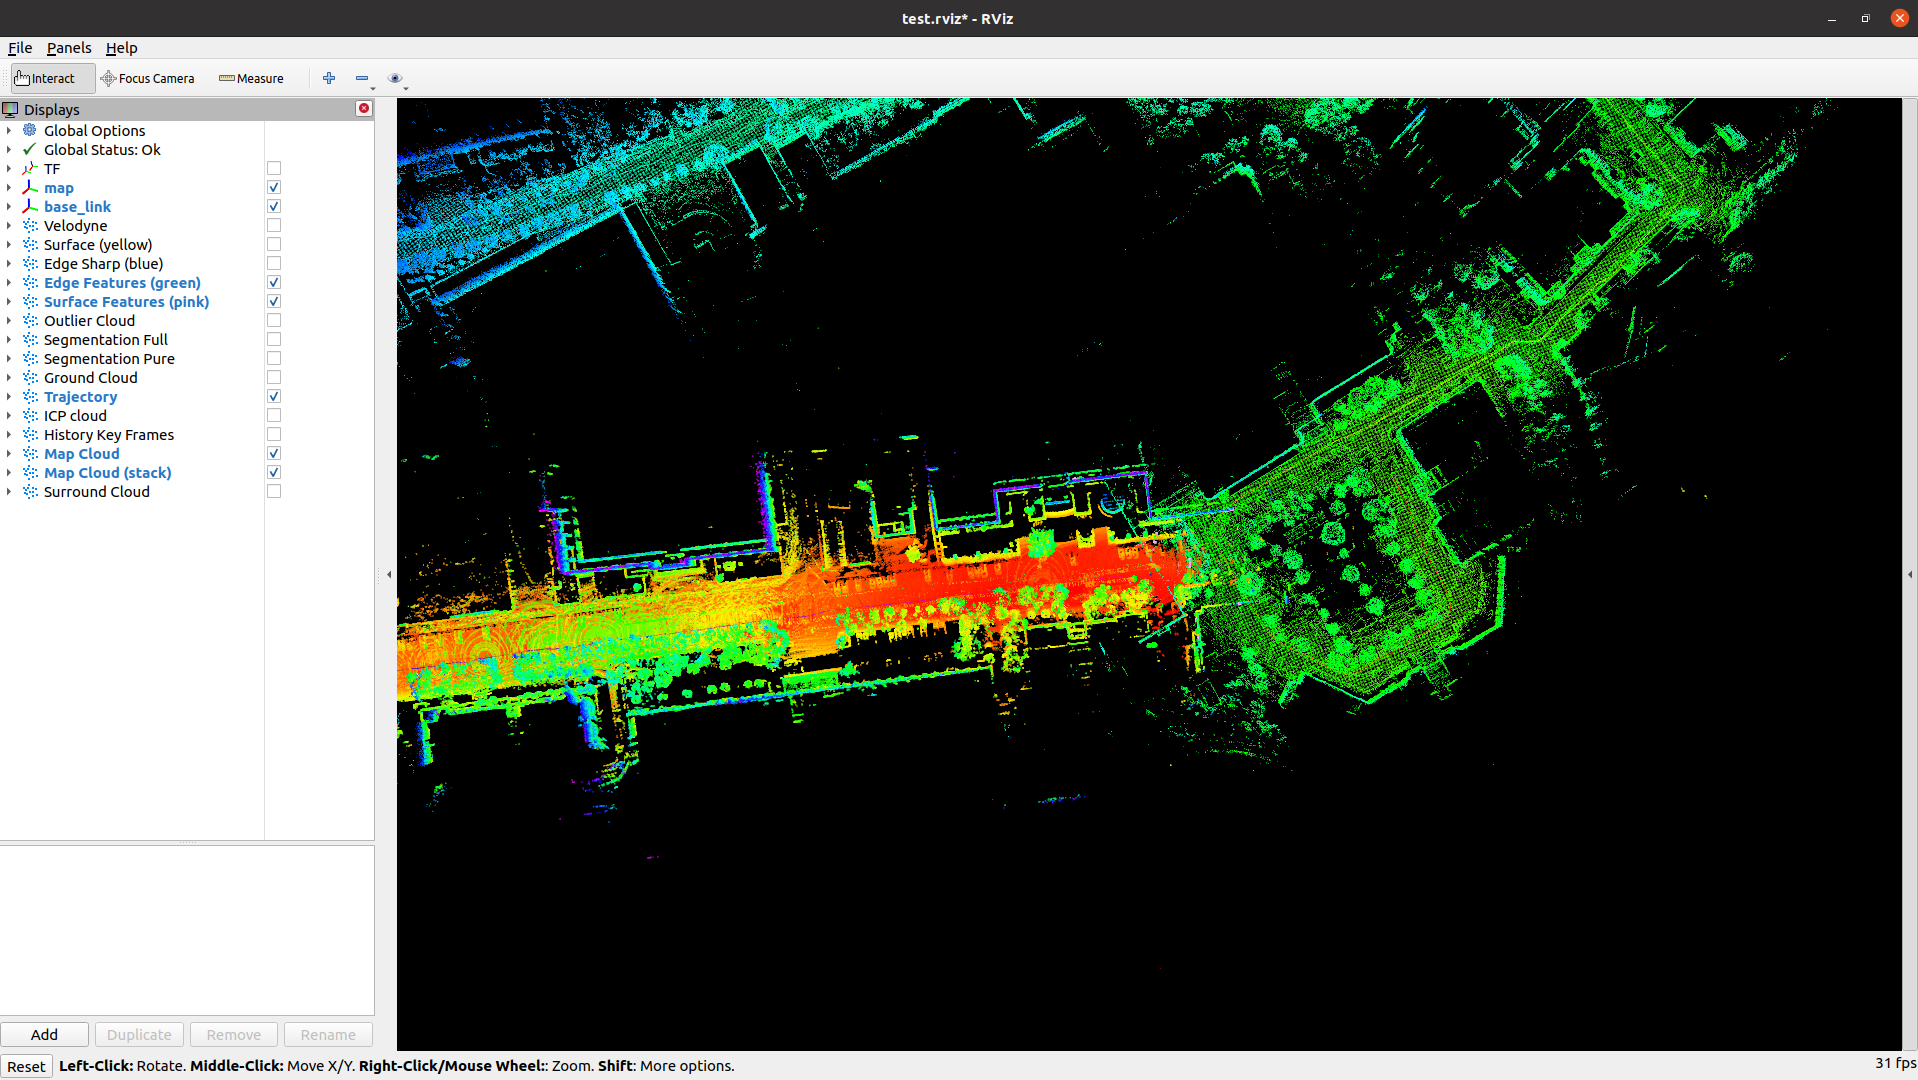 test.rviz* - RViz
File Panels Help
Interact Focus Camera Measure
Displays
Global Options
Global Status: Ok
TF
map
base_link
Velodyne
Surface (yellow)
Edge Sharp (blue)
Edge Features (green)
Surface Features (pink)
Outlier Cloud
Segmentation Full
Segmentation Pure
Ground Cloud
Trajectory
ICP cloud
History Key Frames
Map Cloud
Map Cloud (stack)
Surround Cloud
Add Duplicate Remove Rename
Reset Left-Click: Rotate. Middle-Click: Move X/Y. Right-Click/Mouse Wheel:: Zoom. Shift: More options. 31 fps